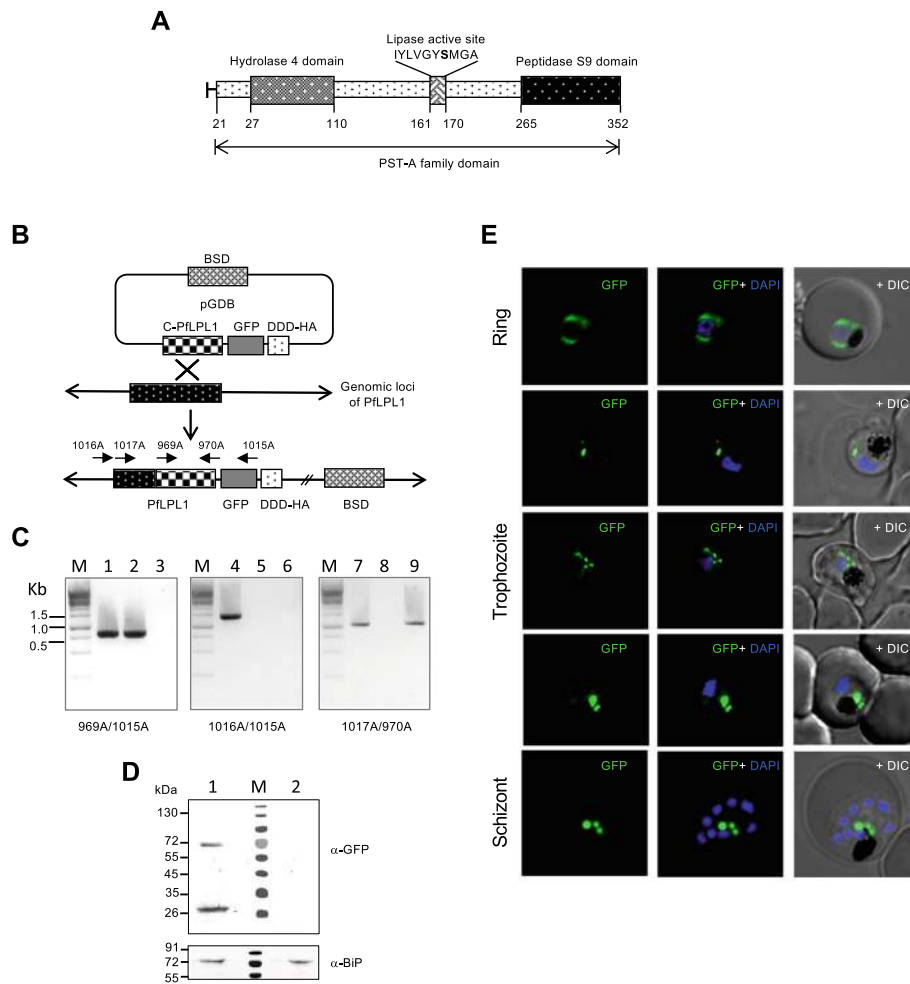 A
Lipase active site
IYLVGYSMGA
Hydrolase 4 domain
Peptidase S9 domain
21 27 110 161 170 265 352
PST-A family domain
B
BSD
pGDB
C-PfLPL1 GFP DDD-HA
Genomic loci
of PfLPL1
1016A 1017A 969A 970A 1015A
PfLPL1 GFP DDD-HA BSD
C
M 1 2 3 M 4 5 6 M 7 8 9
Kb
1.5
1.0
0.5
969A/1015A 1016A/1015A 1017A/970A
D
kDa 1 M 2
130
72
55
45
35
26
α-GFP
91
72
55
α-BiP
E
Ring
GFP GFP+ DAPI + DIC
GFP GFP+ DAPI + DIC
Trophozoite
GFP GFP+ DAPI + DIC
GFP GFP+ DAPI + DIC
Schizont
GFP GFP+ DAPI + DIC